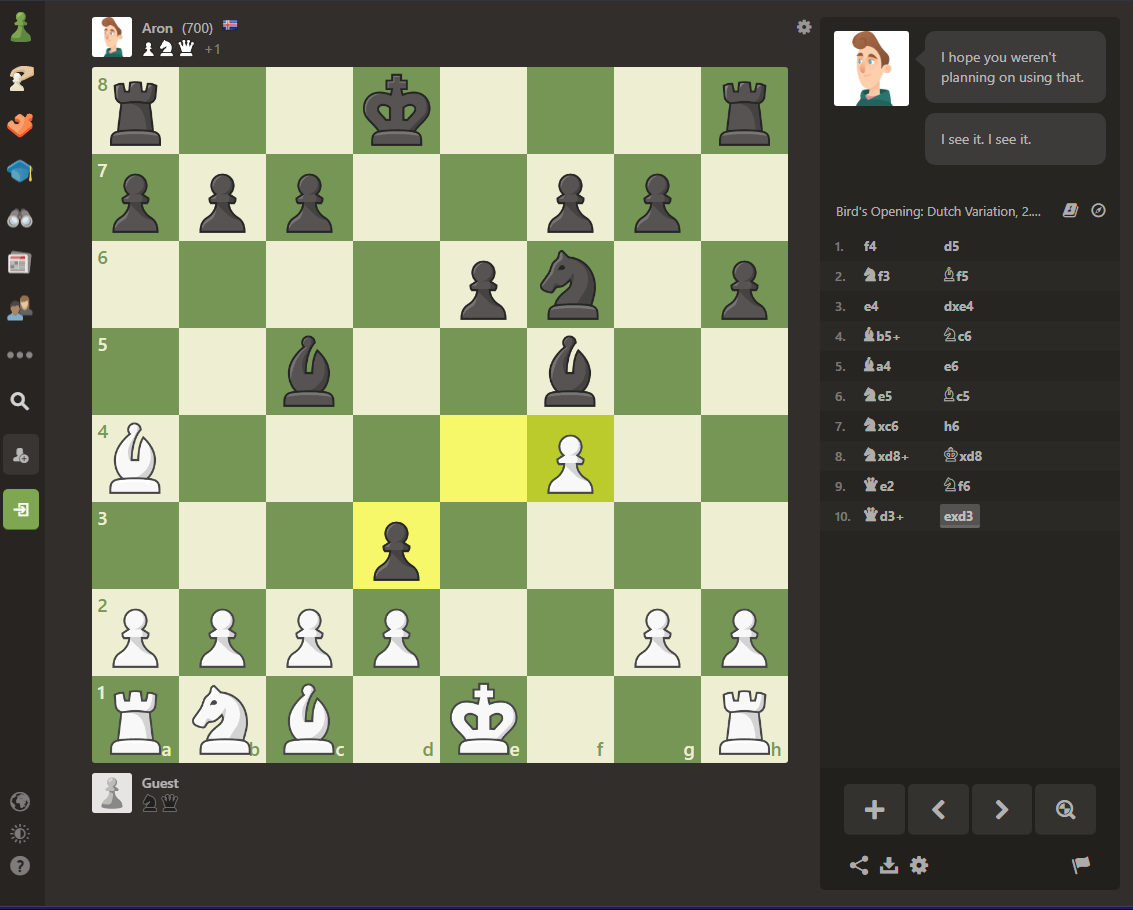 Aron (700)
+1
I hope you weren't
planning on using that.
I see it. I see it.
Bird's Opening: Dutch Variation, 2....
1. f4 d5
2. f3 f5
3. e4 dxe4
4. b5+ c6
5. a4 e6
6. e5 c5
7. xc6 h6
8. xd8+ xd8
9. e2 f6
10. d3+ exd3
8
7
6
5
4
3
2
1
a b c d e f g h
Guest